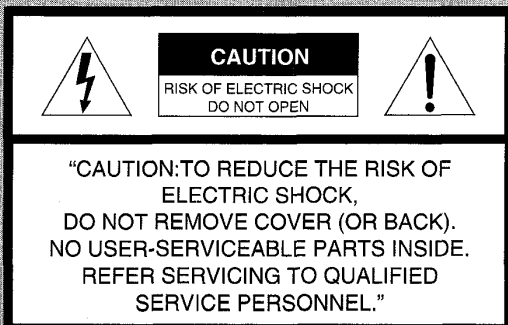 CAUTION
RISK OF ELECTRIC SHOCK
DO NOT OPEN
"CAUTION:TO REDUCE THE RISK OF
ELECTRIC SHOCK,
DO NOT REMOVE COVER (OR BACK).
NO USER-SERVICEABLE PARTS INSIDE.
REFER SERVICING TO QUALIFIED
SERVICE PERSONNEL."